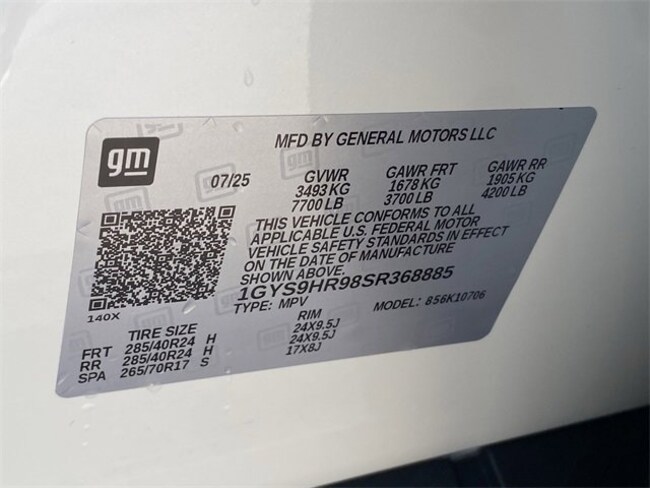 MFD BY GENERAL MOTORS LLC
gm
07/25 GVWR GAWR FRT GAWR RR
3493 KG 1678 KG 1905 KG
7700 LB 3700 LB 4200 LB
THIS VEHICLE CONFORMS TO ALL
APPLICABLE U.S. FEDERAL MOTOR
VEHICLE SAFETY STANDARDS IN EFFECT
ON THE DATE OF MANUFACTURE
SHOWN ABOVE.
1GYS9HR98SR368885
TYPE: MPV MODEL: 856K10706
140X
TIRE SIZE RIM
FRT 285/40R24 H 24X9.5J
RR 285/40R24 H 24X9.5J
SPA 265/70R17 S 17X8J